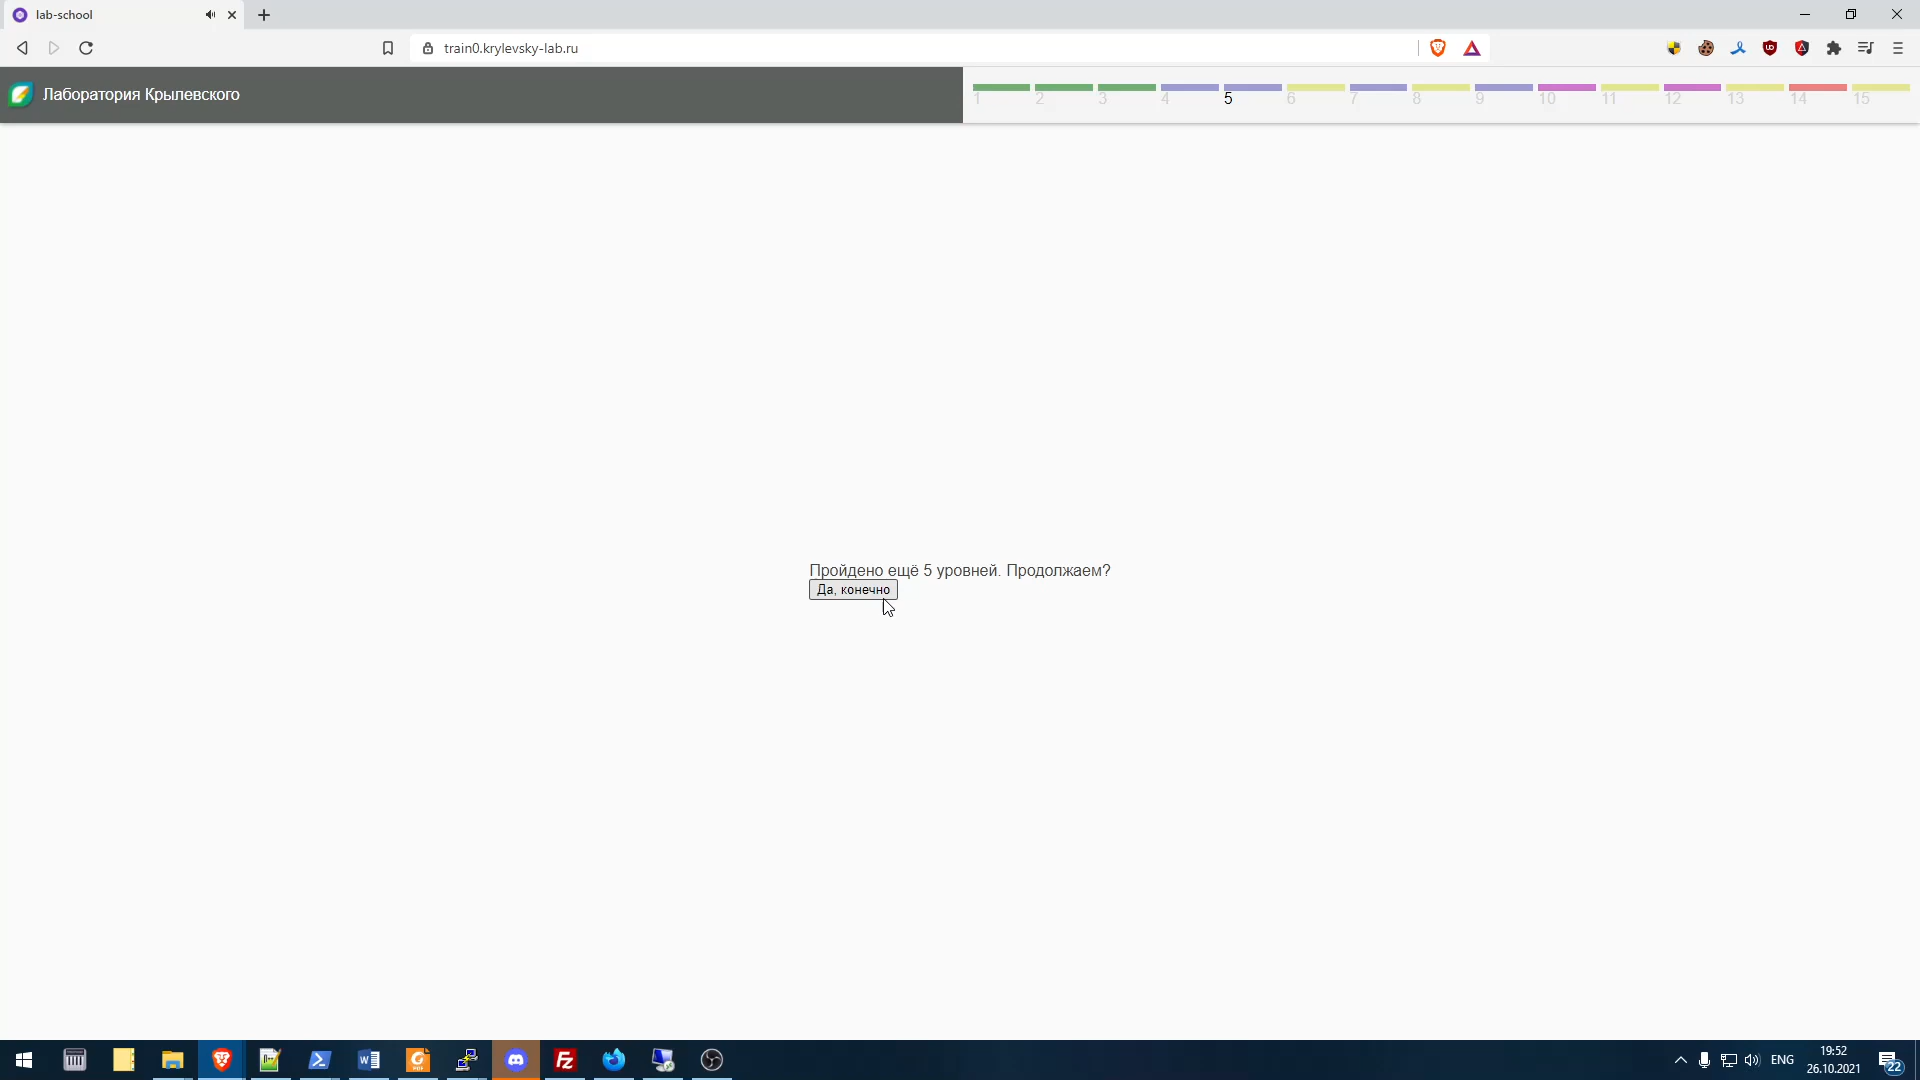 lab-school
train0.krylevsky-lab.ru
Лаборатория Крылевского
1 2 3 4 5 6 7 8 9 10 11 12 13 14 15
Пройдено ещё 5 уровней. Продолжаем?
Да, конечно
ENG
19:52
26.10.2021
22